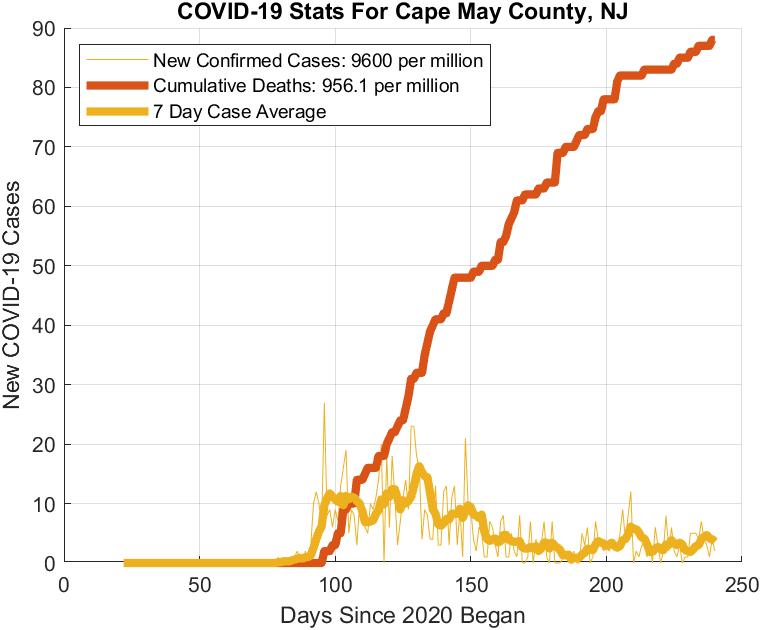 COVID-19 Stats For Cape May County, NJ
New Confirmed Cases: 9600 per million
Cumulative Deaths: 956.1 per million
7 Day Case Average
New COVID-19 Cases
90
80
70
60
50
40
30
20
10
0
0 50 100 150 200 250
Days Since 2020 Began